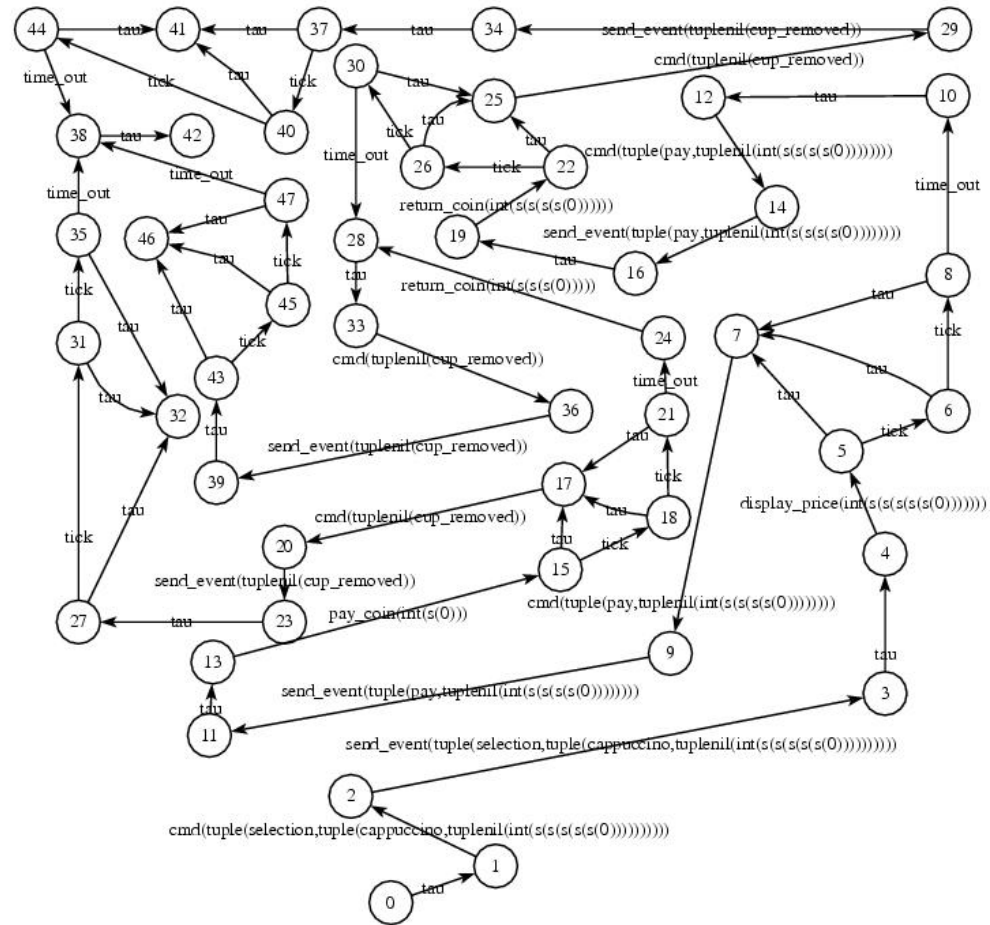 44 tau 41 tau 37 tau 34 send_event(tuplenil(cup_removed)) 29
cmd(tuplenil(cup_removed))
time_out tick tau tick
30 tau 25 12 tau 10
38 tau 42 40
tick tau tau
time_out time_out
26 tick 22 cmd(tuple(pay,tuplenil(int(s(s(s(s(0))))))))
time_out time_out
47 return_coin(int(s(s(s(s(0))))))
14
35 46 tau 28 19 send_event(tuple(pay,tuplenil(int(s(s(s(s(0))))))))
tau tick tau tau 16
tick 8
return_coin(int(s(s(s(0)))))
45 tau
31 tau 33 24 7 tick
tau tick cmd(tuplenil(cup_removed))
tau
43 time_out
tau 32 36 21 tau 6
tau tick
tau send_event(tuplenil(cup_removed)) 5
39 17 tick
tau cmd(tuplenil(cup_removed)) tau 18 display_price(int(s(s(s(s(s(0)))))))
tick 20 tau tick 4
send_event(tuplenil(cup_removed)) 15
cmd(tuple(pay,tuplenil(int(s(s(s(s(0))))))))
pay_coin(int(s(0)))
27 tau 23
13 9 tau
send_event(tuple(pay,tuplenil(int(s(s(s(s(0)))))))) 3
tau
11
send_event(tuple(selection,tuple(cappuccino,tuplenil(int(s(s(s(s(s(0))))))))))
2
cmd(tuple(selection,tuple(cappuccino,tuplenil(int(s(s(s(s(s(0))))))))))
1
0 tau